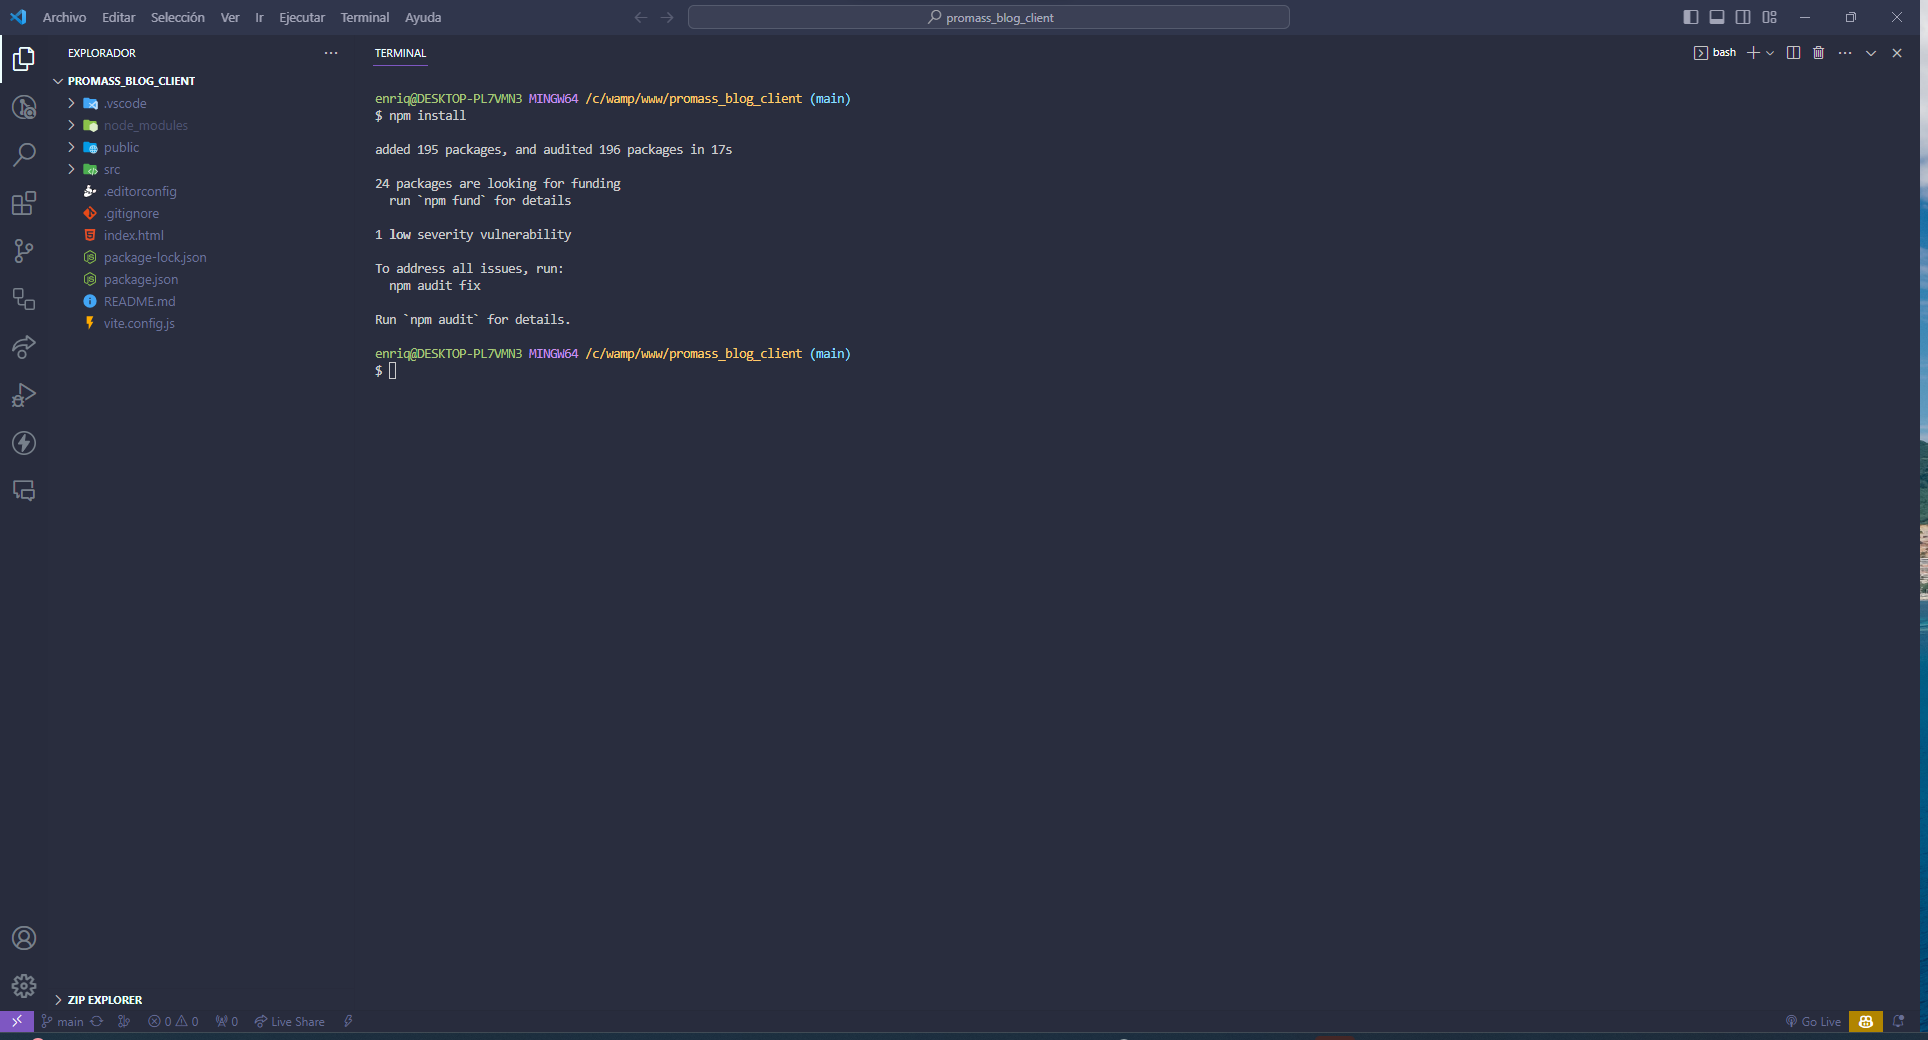 Archivo Editar Selección Ver Ir Ejecutar Terminal Ayuda
promass_blog_client
EXPLORADOR
PROMASS_BLOG_CLIENT
.vscode
node_modules
public
src
.editorconfig
.gitignore
index.html
package-lock.json
package.json
README.md
vite.config.js
ZIP EXPLORER
TERMINAL
bash
enriq@DESKTOP-PL7VMN3 MINGW64 /c/wamp/www/promass_blog_client (main)
$ npm install
added 195 packages, and audited 196 packages in 17s
24 packages are looking for funding
run `npm fund` for details
1 low severity vulnerability
To address all issues, run:
npm audit fix
Run `npm audit` for details.
enriq@DESKTOP-PL7VMN3 MINGW64 /c/wamp/www/promass_blog_client (main)
$
main 0 0 0 Live Share Go Live